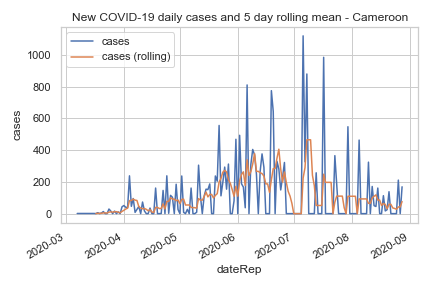 New COVID-19 daily cases and 5 day rolling mean - Cameroon
cases
cases (rolling)
1000
800
600
400
200
0
cases
2020-03
2020-04
2020-05
2020-06
2020-07
2020-08
2020-09
dateRep